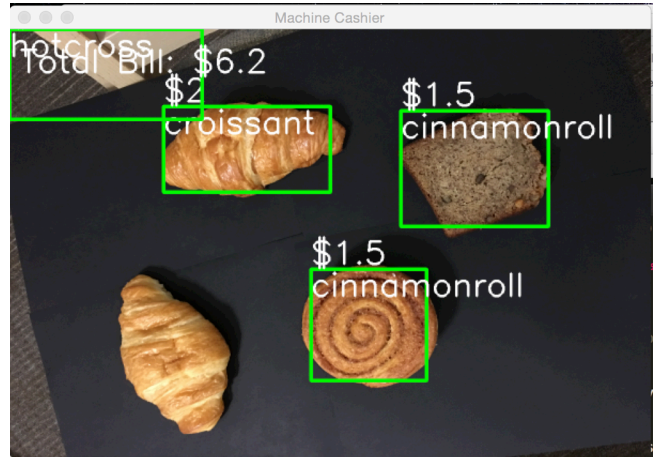 Machine Cashier
hotcross
Total Bill: $6.2
$2
croissant
$1.5
cinnamonroll
$1.5
cinnamonroll